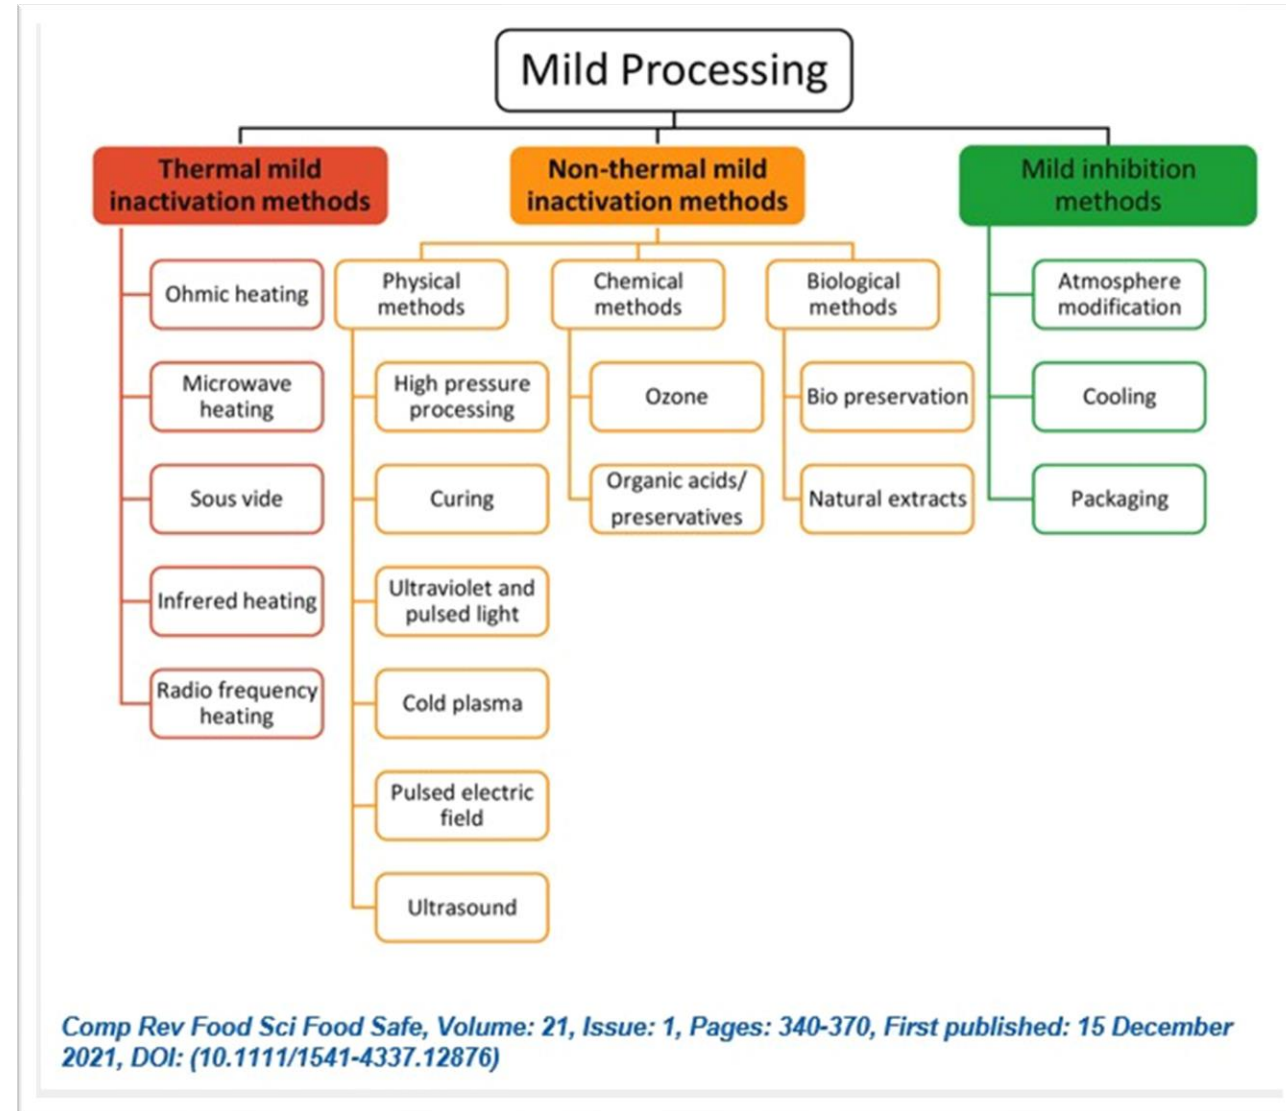 Mild Processing
Thermal mild
inactivation methods
Ohmic heating
Microwave
heating
Sous vide
Infrered heating
Radio frequency
heating
Non-thermal mild
inactivation methods
Physical
methods
High pressure
processing
Curing
Ultraviolet and
pulsed light
Cold plasma
Pulsed electric
field
Ultrasound
Chemical
methods
Ozone
Organic acids/
preservatives
Biological
methods
Bio preservation
Natural extracts
Mild inhibition
methods
Atmosphere
modification
Cooling
Packaging
Comp Rev Food Sci Food Safe, Volume: 21, Issue: 1, Pages: 340-370, First published: 15 December
2021, DOI: (10.1111/1541-4337.12876)